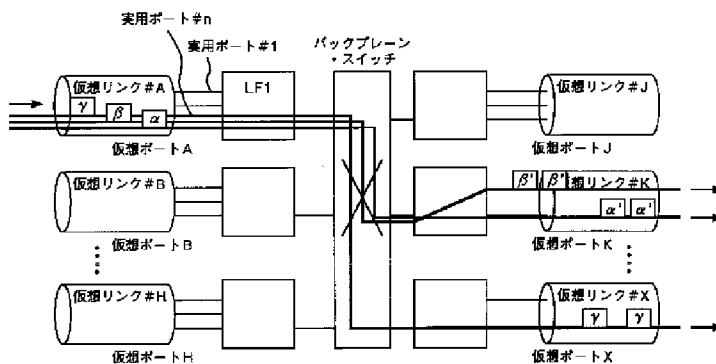 実用ポート#n
実用ポート#1
バックプレーン
・スイッチ
仮想リンク#A
γ
β
α
LF1
仮想ポートA
仮想リンク#J
仮想ポートJ
仮想リンク#B
仮想ポートB
仮想リンク#K
β'
β'
α'
α'
仮想ポートK
仮想リンク#H
仮想ポートH
仮想リンク#X
γ
γ
仮想ポートX